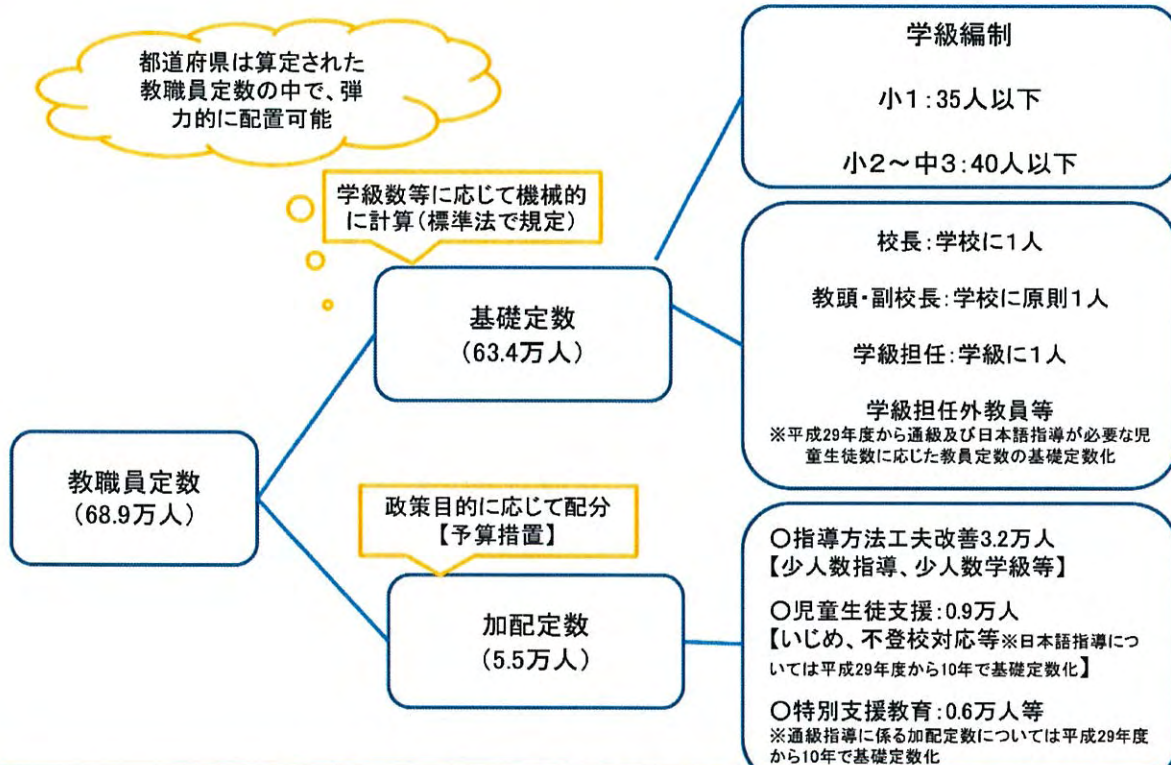 都道府県は算定された
教職員定数の中で、弾
力的に配置可能
学級数等に応じて機械的
に計算(標準法で規定)
基礎定数
(63.4万人)
教職員定数
(68.9万人)
政策目的に応じて配分
【予算措置】
加配定数
(5.5万人)
学級編制
小1:35人以下
小2～中3:40人以下
校長:学校に1人
教頭・副校長:学校に原則1人
学級担任:学級に1人
学級担任外教員等
※平成29年度から通級及び日本語指導が必要な児
童生徒数に応じた教員定数の基礎定数化
○指導方法工夫改善3.2万人
【少人数指導、少人数学級等】
○児童生徒支援:0.9万人
【いじめ、不登校対応等※日本語指導につ
いては平成29年度から10年で基礎定数化】
○特別支援教育:0.6万人等
※通級指導に係る加配定数については平成29年度
から10年で基礎定数化